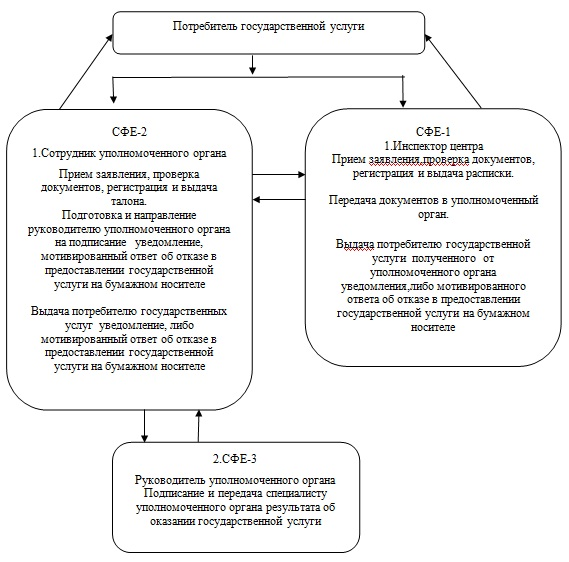 Потребитель государственной услуги
СФЕ-2
1.Сотрудник уполномоченного органа
Прием заявления, проверка
документов, регистрация и выдача
талона.
Подготовка и направление
руководителю уполномоченного органа
на подписание уведомление,
мотивированный ответ об отказе в
предоставлении государственной
услуги на бумажном носителе
Выдача потребителю государственных
услуг уведомление, либо
мотивированный ответ об отказе в
предоставлении государственной
услуги на бумажном носителе
СФЕ-1
1.Инспектор центра
Прием заявления,проверка документов,
регистрация и выдача расписки.
Передача документов в уполномоченный
орган.
Выдача потребителю государственной
услуги полученного от
уполномоченного органа
уведомления,либо мотивированного
ответа об отказе в предоставлении
государственной услуги на бумажном
носителе
2.СФЕ-3
Руководитель уполномоченного органа
Подписание и передача специалисту
уполномоченного органа результата об
оказании государственной услуги